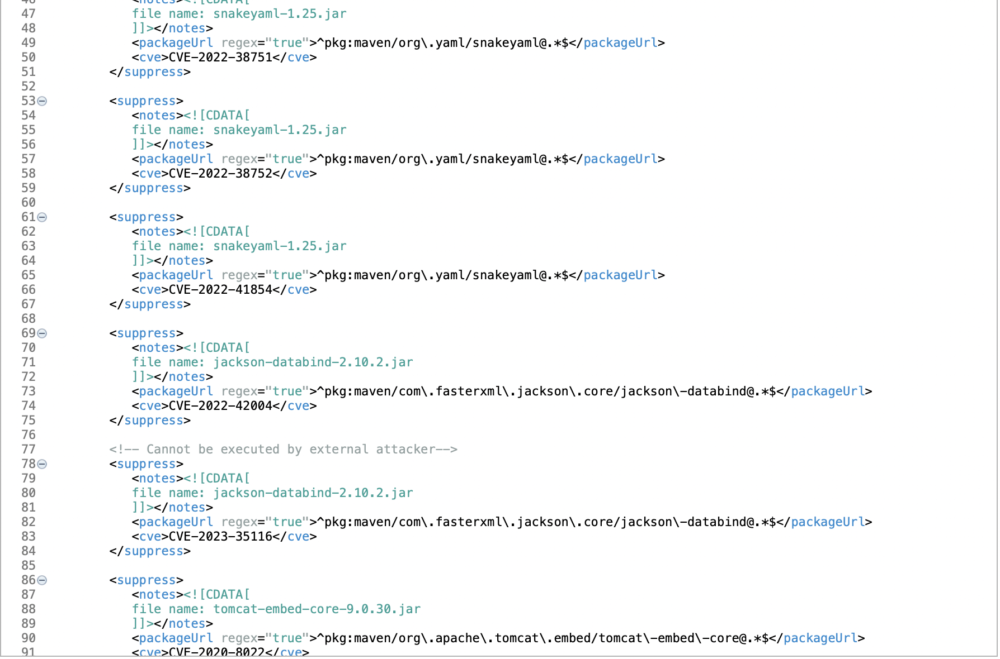 46 <notes><![CDATA[
47 file name: snakeyaml-1.25.jar
48 ]]></notes>
49 <packageUrl regex="true">^pkg:maven/org\.yaml/snakeyaml@.*$</packageUrl>
50 <cve>CVE-2022-38751</cve>
51 </suppress>
52
53 <suppress>
54 <notes><![CDATA[
55 file name: snakeyaml-1.25.jar
56 ]]></notes>
57 <packageUrl regex="true">^pkg:maven/org\.yaml/snakeyaml@.*$</packageUrl>
58 <cve>CVE-2022-38752</cve>
59 </suppress>
60
61 <suppress>
62 <notes><![CDATA[
63 file name: snakeyaml-1.25.jar
64 ]]></notes>
65 <packageUrl regex="true">^pkg:maven/org\.yaml/snakeyaml@.*$</packageUrl>
66 <cve>CVE-2022-41854</cve>
67 </suppress>
68
69 <suppress>
70 <notes><![CDATA[
71 file name: jackson-databind-2.10.2.jar
72 ]]></notes>
73 <packageUrl regex="true">^pkg:maven/com\.fasterxml\.jackson\.core/jackson\-databind@.*$</packageUrl>
74 <cve>CVE-2022-42004</cve>
75 </suppress>
76
77 <!-- Cannot be executed by external attacker-->
78 <suppress>
79 <notes><![CDATA[
80 file name: jackson-databind-2.10.2.jar
81 ]]></notes>
82 <packageUrl regex="true">^pkg:maven/com\.fasterxml\.jackson\.core/jackson\-databind@.*$</packageUrl>
83 <cve>CVE-2023-35116</cve>
84 </suppress>
85
86 <suppress>
87 <notes><![CDATA[
88 file name: tomcat-embed-core-9.0.30.jar
89 ]]></notes>
90 <packageUrl regex="true">^pkg:maven/org\.apache\.tomcat\.embed/tomcat\-embed\-core@.*$</packageUrl>
91 <cve>CVE-2020-8022</cve>